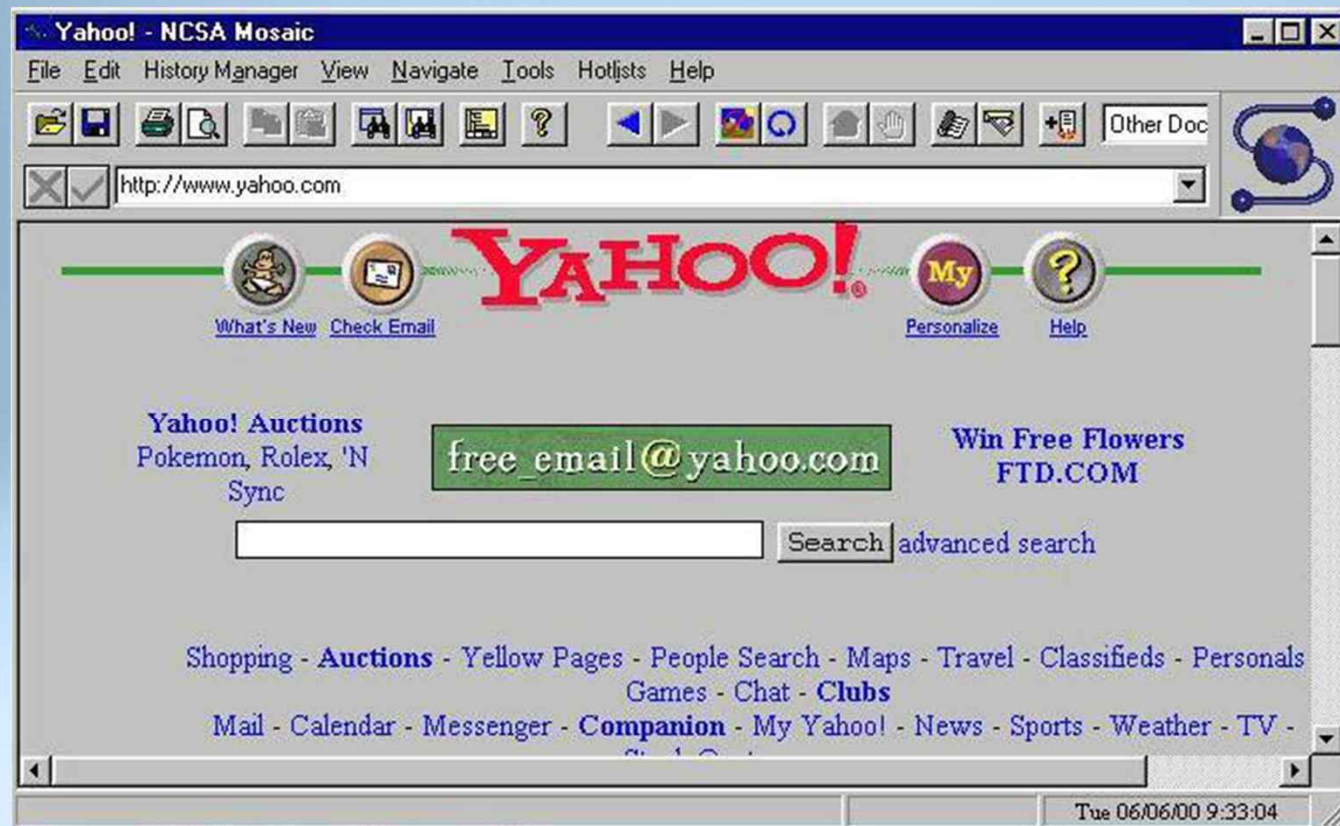 Yahoo! - NCSA Mosaic
File Edit History Manager View Navigate Tools Hotlists Help
Other Doc
http://www.yahoo.com
YAHOO!
My ?
What's New Check Email Personalize Help
Yahoo! Auctions
Pokemon, Rolex, 'N
Sync
free_email@yahoo.com
Win Free Flowers
FTD.COM
Search advanced search
Shopping - Auctions - Yellow Pages - People Search - Maps - Travel - Classifieds - Personals
Games - Chat - Clubs
Mail - Calendar - Messenger - Companion - My Yahoo! - News - Sports - Weather - TV -
Tue 06/06/00 9:33:04